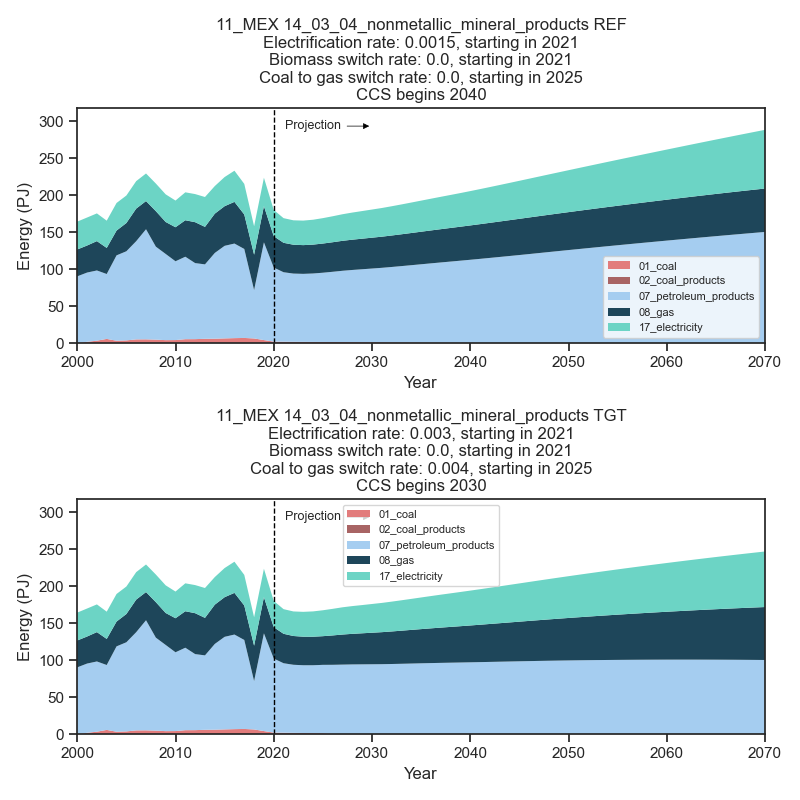 11_MEX 14_03_04_nonmetallic_mineral_products REF
Electrification rate: 0.0015, starting in 2021
Biomass switch rate: 0.0, starting in 2021
Coal to gas switch rate: 0.0, starting in 2025
CCS begins 2040
Energy (PJ)
300
250
200
150
100
50
0
Projection
01_coal
02_coal_products
07_petroleum_products
08_gas
17_electricity
2000 2010 2020 2030 2040 2050 2060 2070
Year
11_MEX 14_03_04_nonmetallic_mineral_products TGT
Electrification rate: 0.003, starting in 2021
Biomass switch rate: 0.0, starting in 2021
Coal to gas switch rate: 0.004, starting in 2025
CCS begins 2030
Energy (PJ)
300
250
200
150
100
50
0
Projection
01_coal
02_coal_products
07_petroleum_products
08_gas
17_electricity
2000 2010 2020 2030 2040 2050 2060 2070
Year